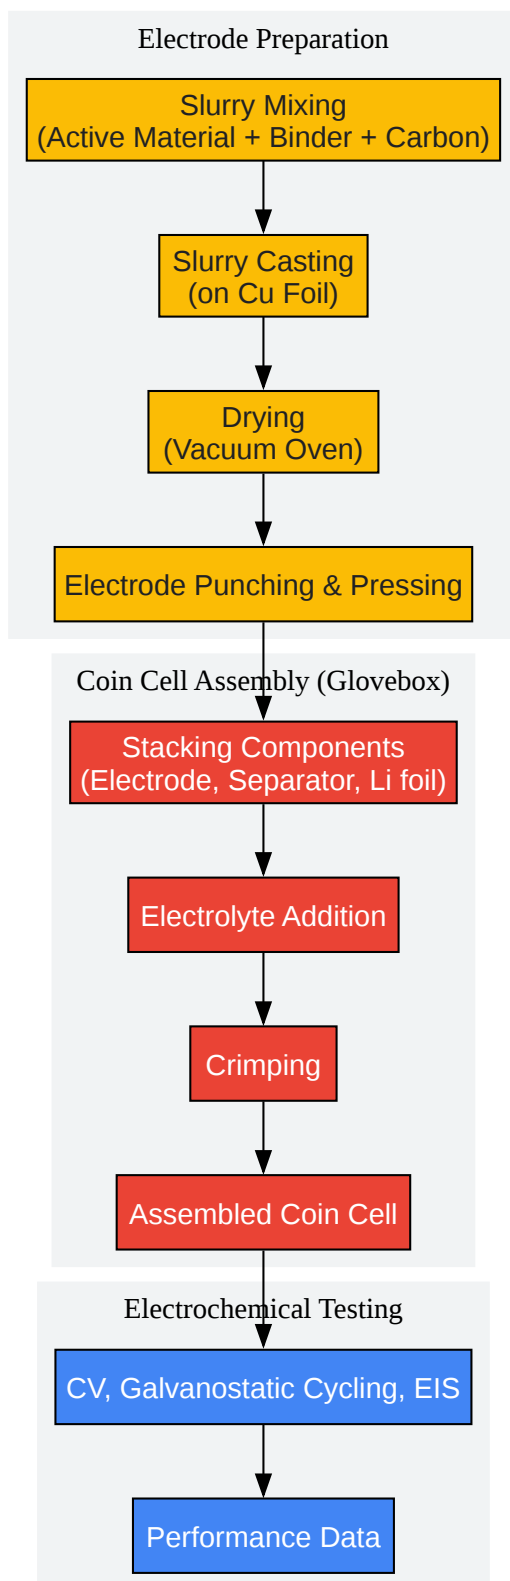 Electrode Preparation
Slurry Mixing
(Active Material + Binder + Carbon)
Slurry Casting
(on Cu Foil)
Drying
(Vacuum Oven)
Electrode Punching & Pressing
Coin Cell Assembly (Glovebox)
Stacking Components
(Electrode, Separator, Li foil)
Electrolyte Addition
Crimping
Assembled Coin Cell
Electrochemical Testing
CV, Galvanostatic Cycling, EIS
Performance Data